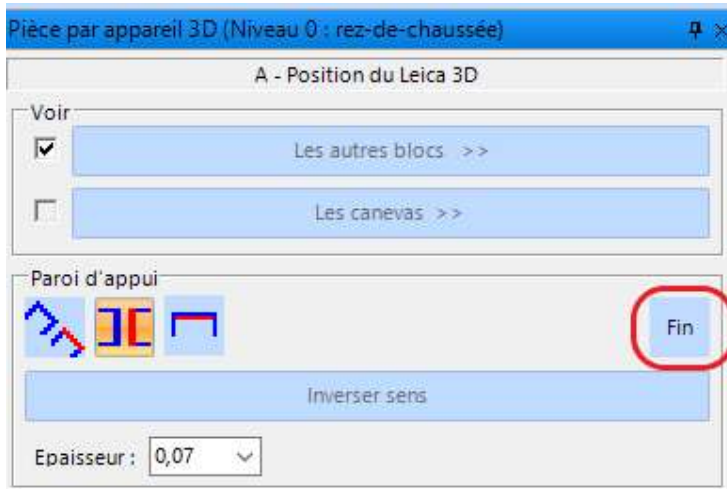 Pièce par appareil 3D (Niveau 0 : rez-de-chaussée)
A - Position du Leica 3D
Voir
Les autres blocs >>
Les canevas >>
Paroi d'appui
Fin
Inverser sens
Epaisseur : 0,07